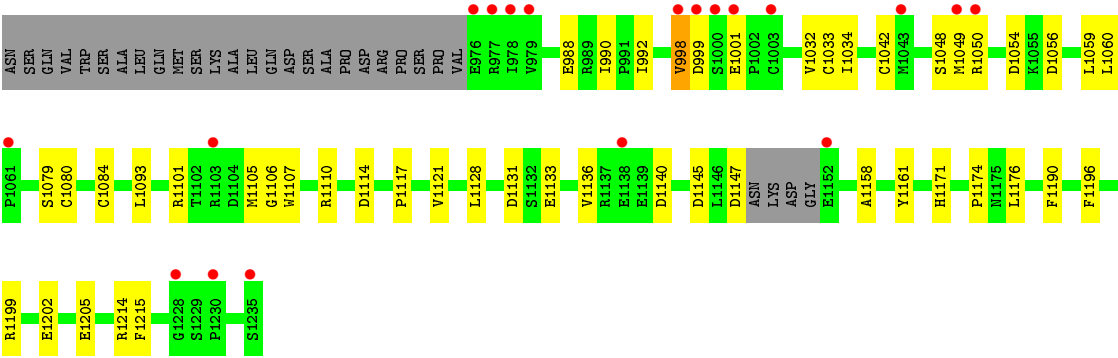 ASN SER GLN VAL TRP SER ALA LEU GLN MET SER LYS ALA LEU GLN ASP SER ALA PRO ASP ARG PRO SER PRO VAL E976 R977 I978 V979 E988 R989 I990 P991 I992 V998 D999 S1000 E1001 P1002 C1003 V1032 C1033 I1034 C1042 M1043 S1048 M1049 R1050 D1054 K1055 D1056 L1059 L1060
P1061 S1079 C1080 C1084 L1093 R1101 T1102 R1103 D1104 M1105 G1106 W1107 R1110 D1114 P1117 V1121 L1128 D1131 S1132 E1133 V1136 R1137 E1138 E1139 D1140 D1145 L1146 D1147 ASN LYS ASP GLY E1152 A1158 Y1161 H1171 P1174 N1175 L1176 F1190 F1196
R1199 E1202 E1205 R1214 F1215 G1228 S1229 P1230 S1235